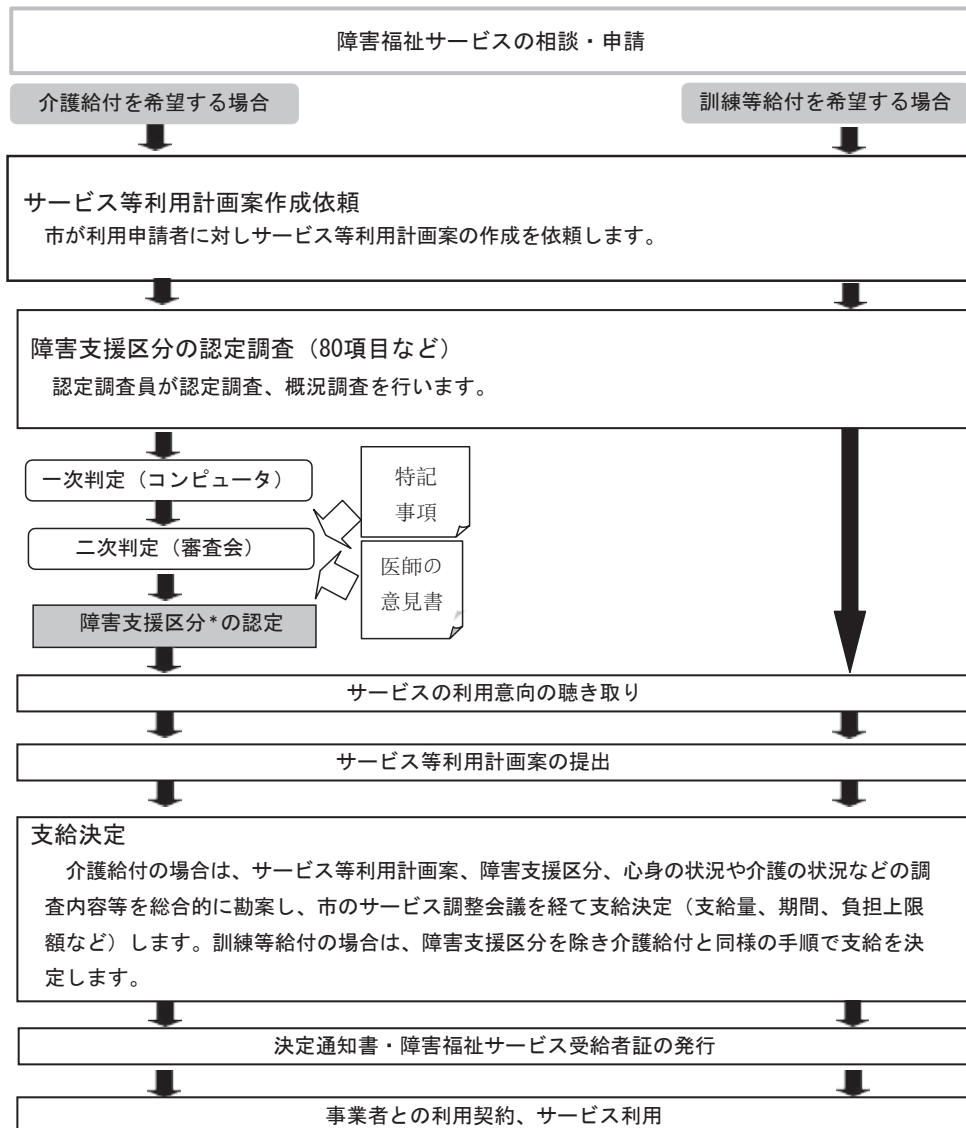 障害福祉サービスの相談・申請
介護給付を希望する場合
訓練等給付を希望する場合
サービス等利用計画案作成依頼
市が利用申請者に対しサービス等利用計画案の作成を依頼します。
障害支援区分の認定調査（80項目など）
認定調査員が認定調査、概況調査を行います。
一次判定（コンピュータ）
特記
事項
二次判定（審査会）
医師の
意見書
障害支援区分*の認定
サービスの利用意向の聴き取り
サービス等利用計画案の提出
支給決定
介護給付の場合は、サービス等利用計画案、障害支援区分、心身の状況や介護の状況などの調
査内容等を総合的に勘案し、市のサービス調整会議を経て支給決定（支給量、期間、負担上限
額など）します。訓練等給付の場合は、障害支援区分を除き介護給付と同様の手順で支給を決
定します。
決定通知書・障害福祉サービス受給者証の発行
事業者との利用契約、サービス利用